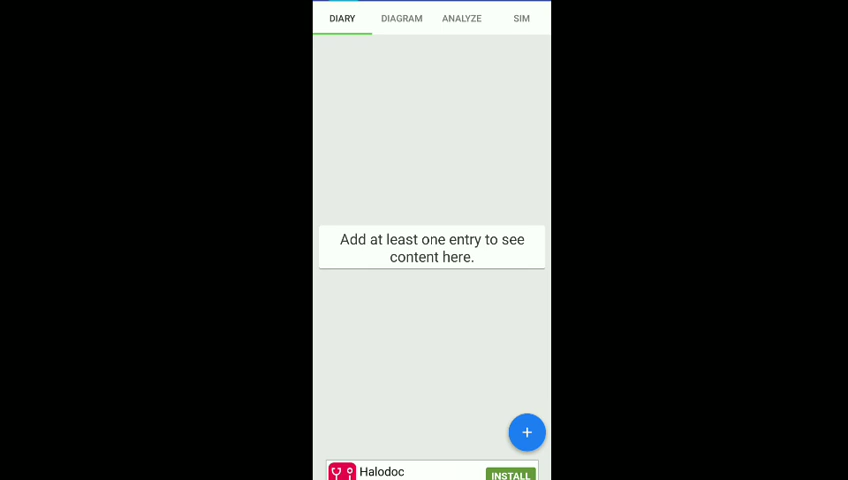 DIARY DIAGRAM ANALYZE SIM
Add at least one entry to see
content here.
+
Halodoc
INSTALL